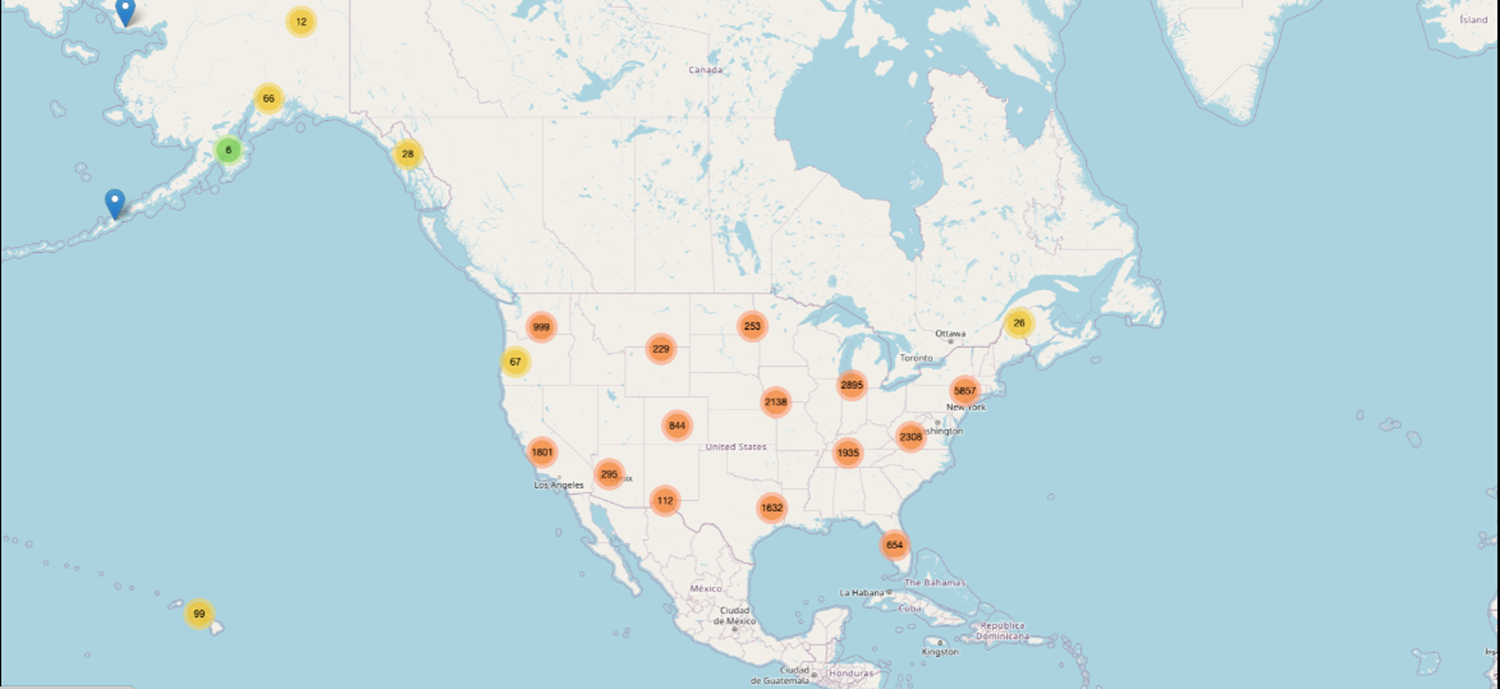 12
Ísland
Canada
66
6
28
999
253
26
Ottawa
229
Toronto
67
2895
5857
2138
New York
844
2308
shington
United States
1801
1935
295
ix
Los Angeles
112
1632
654
The Bahamas
México
La Habana
99
Cuba
Ciudad
de México
República
Dominicana
Kingston
Ciudad
de Guatemala
Honduras